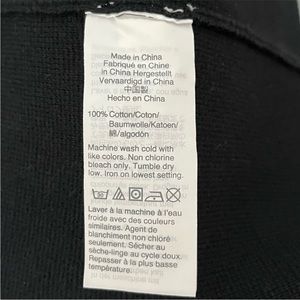 Made in China
Fabriqué en Chine
in China Hergestellt
Vervaardigd in China
中国製
Hecho en China
100% Cotton/Coton/
Baumwolle/Katoen/
綿/algodón
Machine wash cold with
like colors. Non chlorine
bleach only. Tumble dry
low. Iron on lowest setting.
Laver à la machine à l'eau
froide avec des couleurs
similaires. Agent de
blanchiment non chloré
si nécessaire. Sécher au
sèche-linge au cycle doux.
Repasser à la plus basse
température.